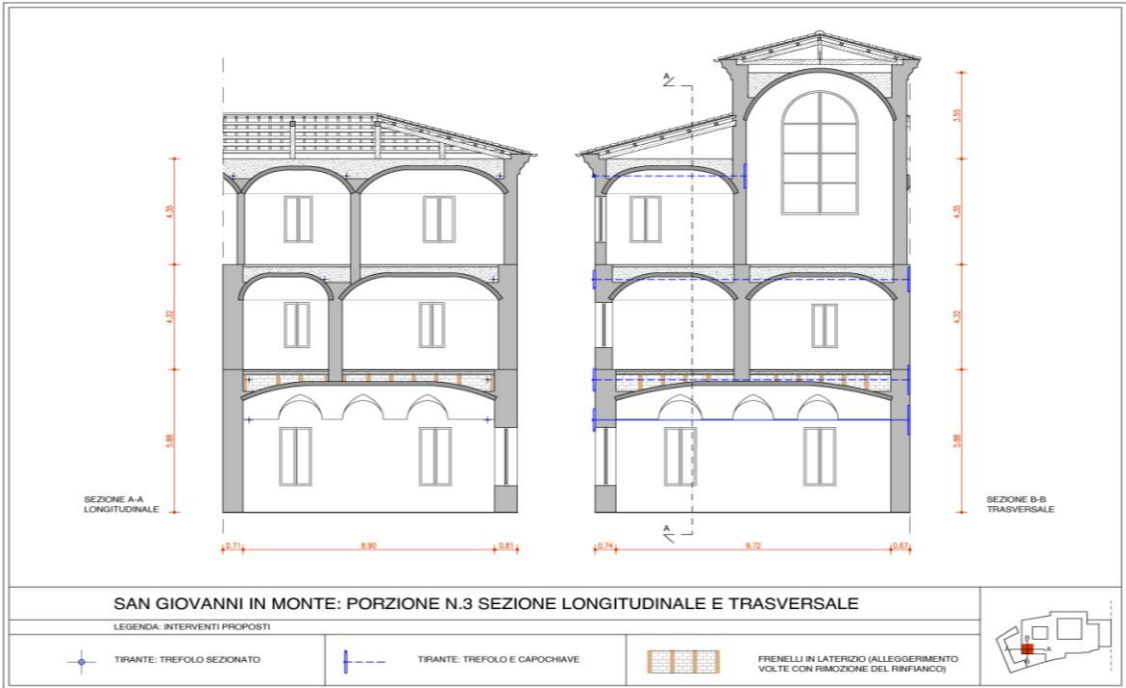 A
3.55
4.35
4.35
4.32
4.32
5.88
5.88
SEZIONE A-A
LONGITUDINALE
SEZIONE B-B
TRASVERSALE
A
0.71
8.90
0.81
0.74
9.72
0.67
SAN GIOVANNI IN MONTE: PORZIONE N.3 SEZIONE LONGITUDINALE E TRASVERSALE
LEGENDA: INTERVENTI PROPOSTI
TIRANTE: TREFOLO SEZIONATO
TIRANTE: TREFOLO E CAPOCHIAVE
FRENELLI IN LATERIZIO (ALLEGGERIMENTO
VOLTE CON RIMOZIONE DEL RINFIANCO)
B
A
A